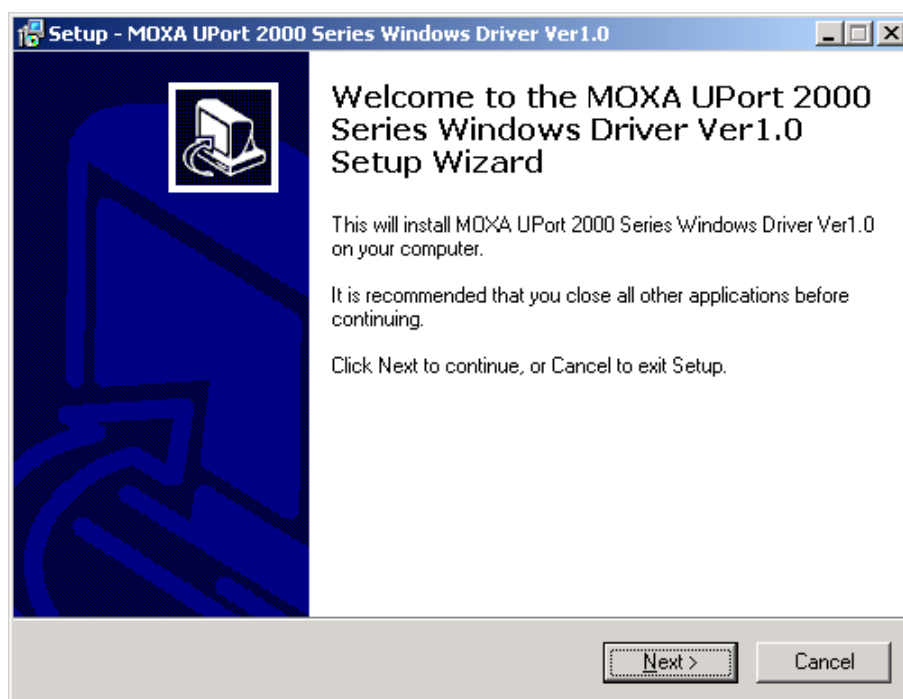 Setup - MOXA UPort 2000 Series Windows Driver Ver1.0
Welcome to the MOXA UPort 2000
Series Windows Driver Ver1.0
Setup Wizard
This will install MOXA UPort 2000 Series Windows Driver Ver1.0
on your computer.
It is recommended that you close all other applications before
continuing.
Click Next to continue, or Cancel to exit Setup.
Next >
Cancel